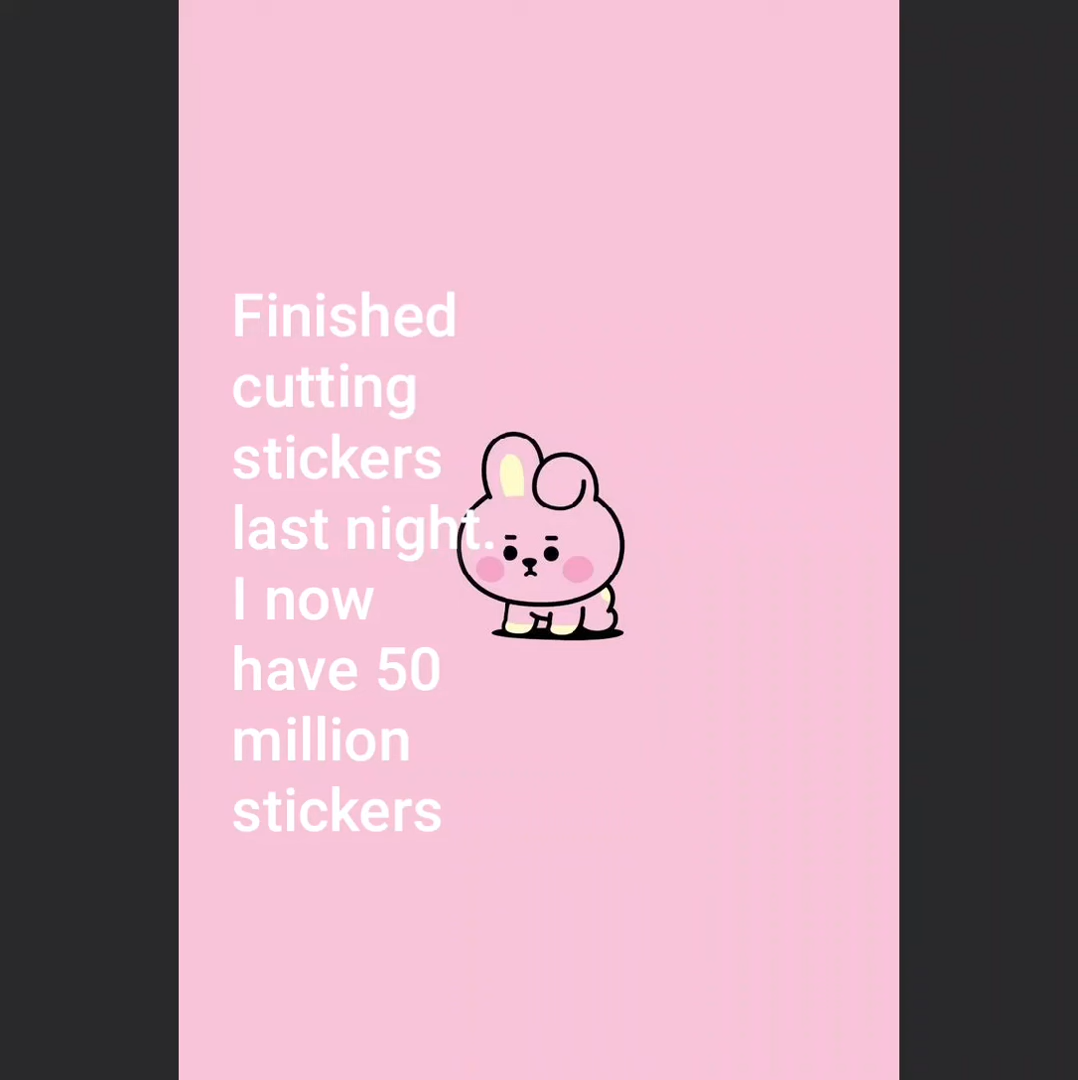 Finished
cutting
stickers
last night.
I now
have 50
million
stickers